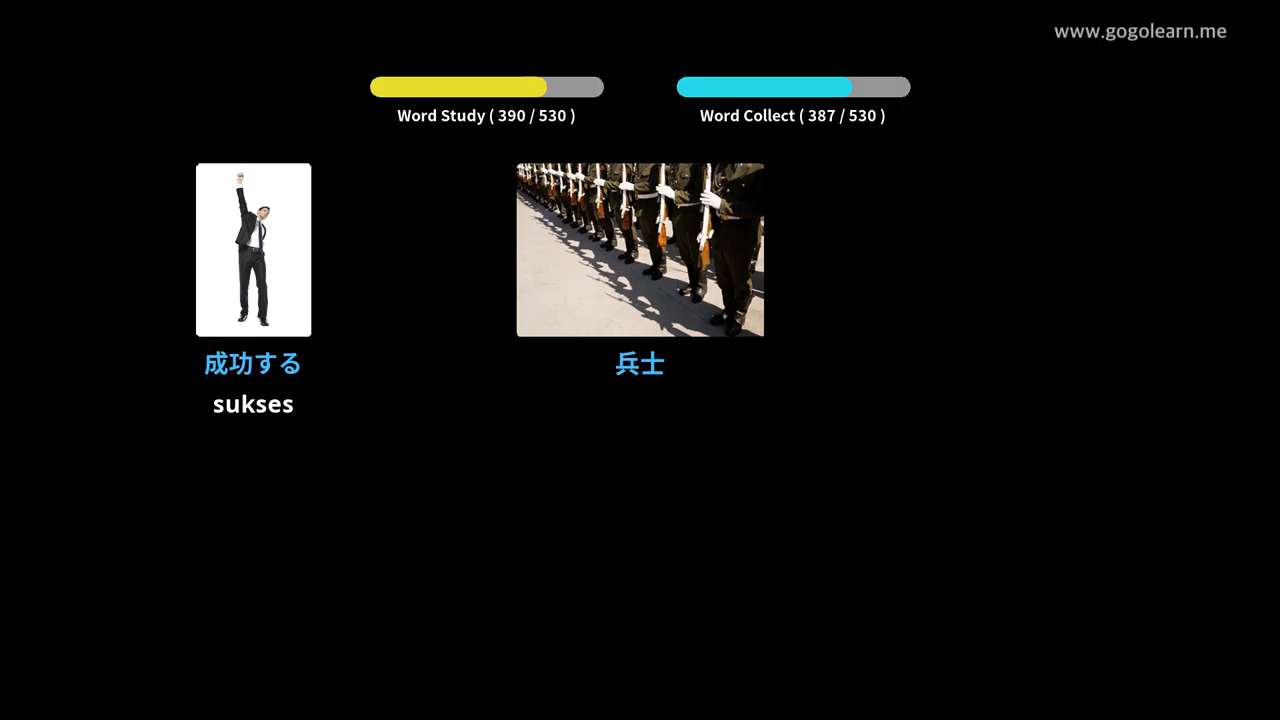 www.gogolearn.me
Word Study ( 390 / 530 )
Word Collect ( 387 / 530 )
成功する
兵士
sukses